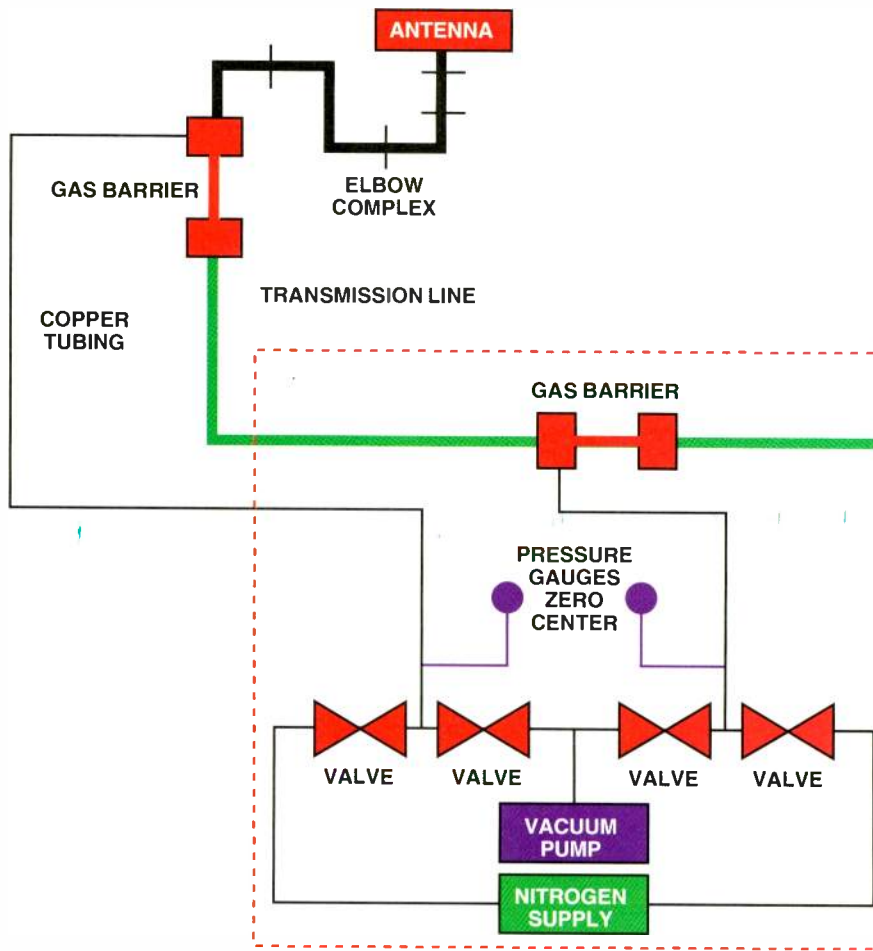 ANTENNA
GAS BARRIER
ELBOW
COMPLEX
TRANSMISSION LINE
COPPER
TUBING
GAS BARRIER
PRESSURE
GAUGES
ZERO
CENTER
VALVE
VALVE
VALVE
VALVE
VACUUM
PUMP
NITROGEN
SUPPLY